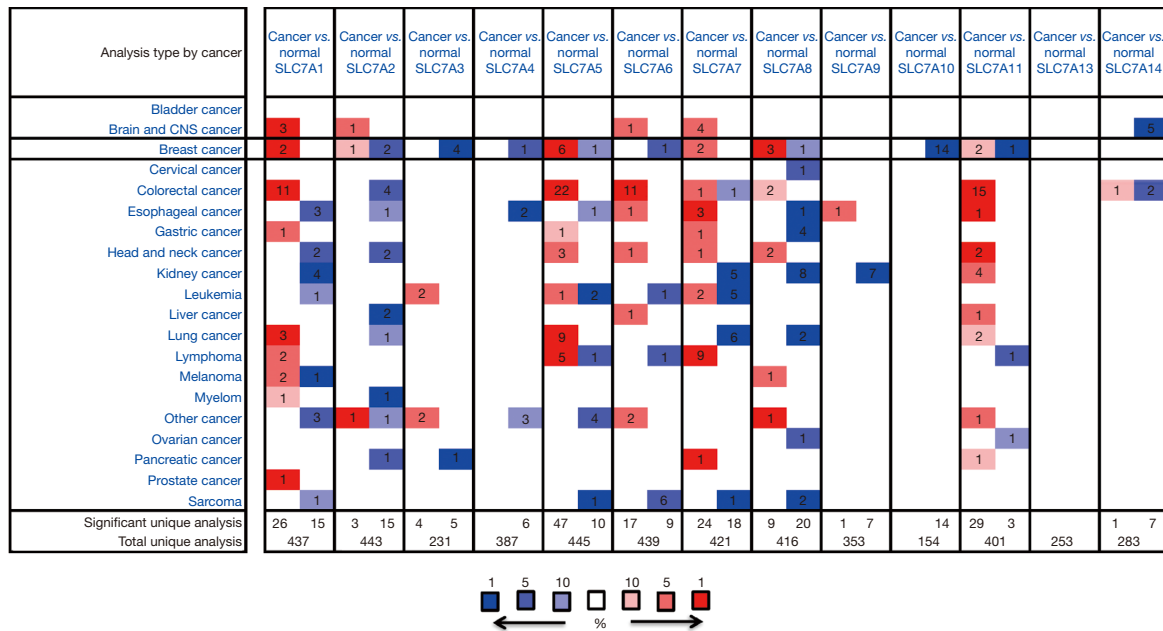 Analysis type by cancer
Cancer vs. Cancer vs. Cancer vs. Cancer vs. Cancer vs. Cancer vs. Cancer vs. Cancer vs. Cancer vs. Cancer vs. Cancer vs. Cancer vs. Cancer vs.
normal normal normal normal normal normal normal normal normal normal normal normal normal
SLC7A1 SLC7A2 SLC7A3 SLC7A4 SLC7A5 SLC7A6 SLC7A7 SLC7A8 SLC7A9 SLC7A10 SLC7A11 SLC7A13 SLC7A14
Bladder cancer
Brain and CNS cancer 3 1 1 4 5
Breast cancer 2 1 2 4 4 6 1 1 2 3 1 14 2 1
Cervical cancer 1
Colorectal cancer 11 4 22 11 1 1 2 15 1 2
Esophageal cancer 3 1 2 1 1 3 1 1 1
Gastric cancer 1 1 1 4
Head and neck cancer 2 2 3 1 1 2 2
Kidney cancer 4 5 8 7 4
Leukemia 1 2 1 2 1 2 5
Liver cancer 2 1 1
Lung cancer 3 1 9 6 2 2
Lymphoma 2 5 1 1 9 1
Melanoma 2 1 1
Myelom 1 1
Other cancer 3 1 1 2 3 4 2 1 1
Ovarian cancer 1 1
Pancreatic cancer 1 1 1 1
Prostate cancer 1
Sarcoma 1 1 6 1 2
Significant unique analysis 26 15 3 15 4 5 6 47 10 17 9 24 18 9 20 1 7 14 29 3 1 7
Total unique analysis 437 443 231 387 445 439 421 416 353 154 401 253 283
1 5 10 10 5 1
%